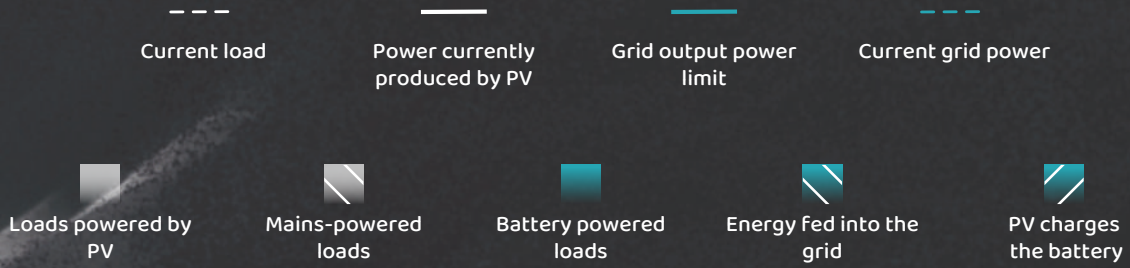 Current load
Power currently
produced by PV
Grid output power
limit
Current grid power
Loads powered by
PV
Mains-powered
loads
Battery powered
loads
Energy fed into the
grid
PV charges
the battery